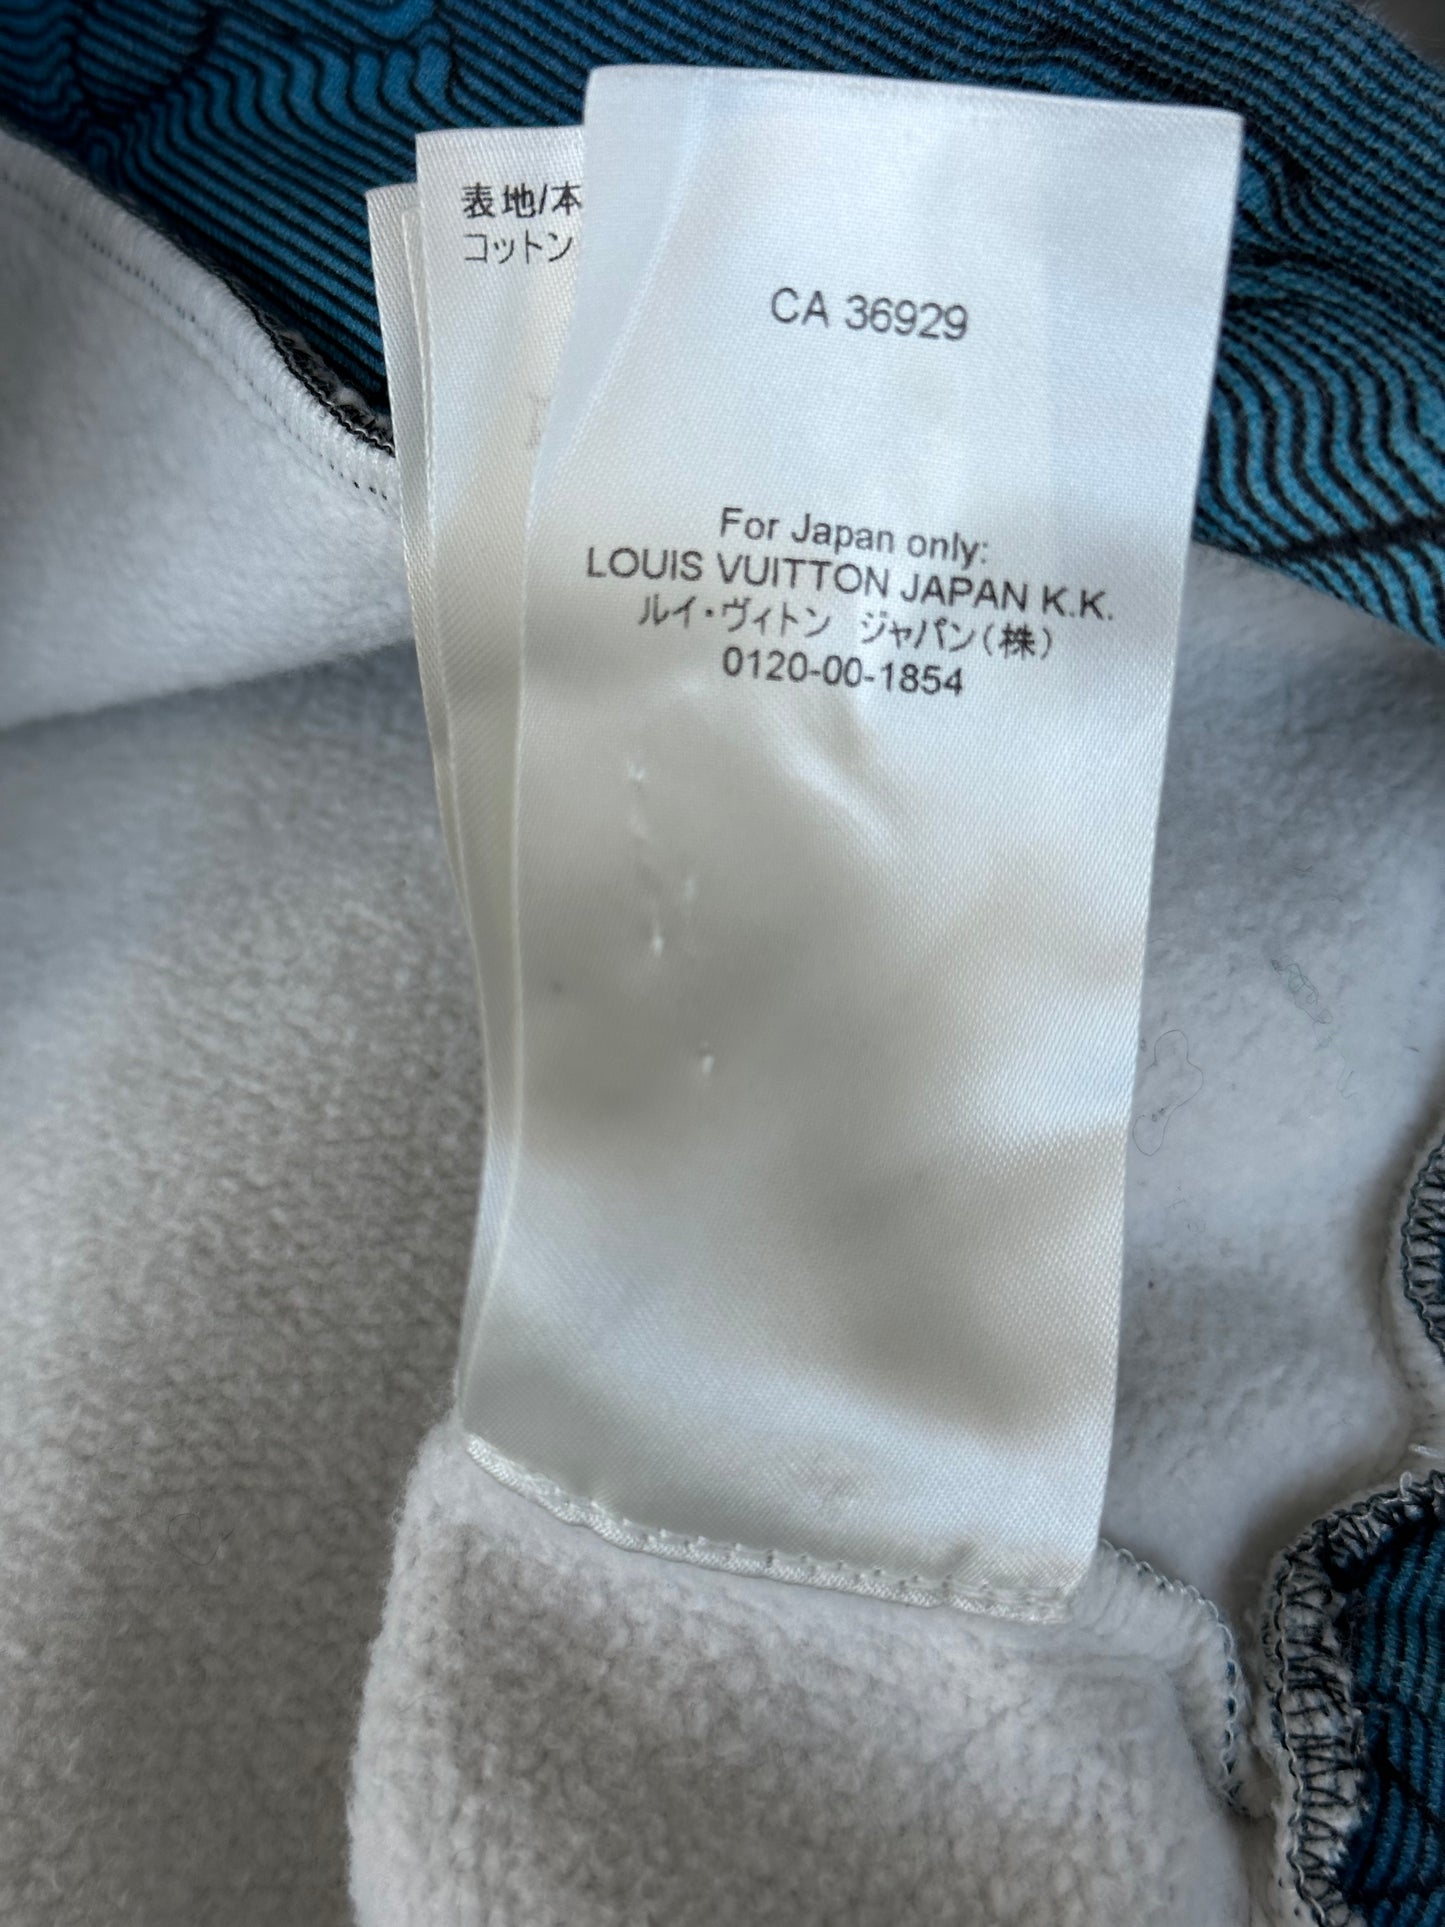 表地/本
コットン
CA 36929
For Japan only:
LOUIS VUITTON JAPAN K.K.
ルイ・ヴィトン ジャパン(株)
0120-00-1854